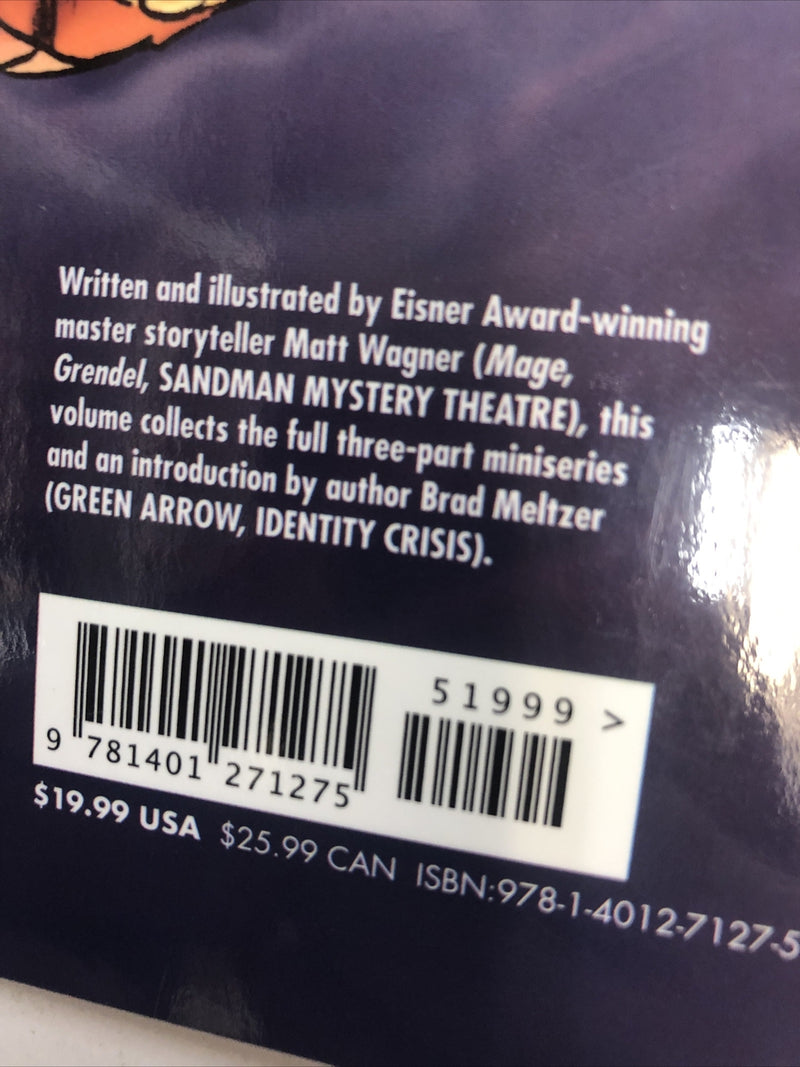 Written and illustrated by Eisner Award-winning
master storyteller Matt Wagner (Mage,
Grendel, SANDMAN MYSTERY THEATRE), this
volume collects the full three-part miniseries
and an introduction by author Brad Meltzer
(GREEN ARROW, IDENTITY CRISIS).
51999 >
9 781401 271275
$19.99 USA $25.99 CAN ISBN:978-1-4012-7127-5